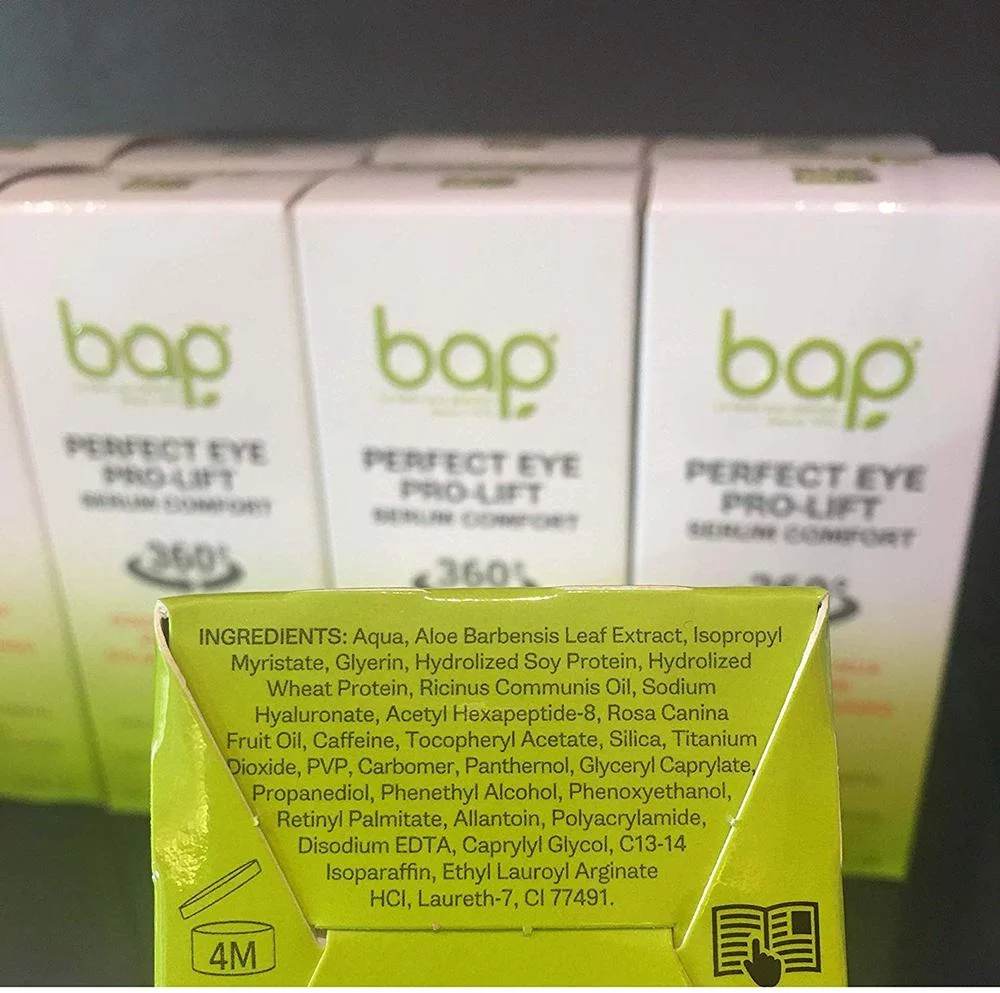 bap
PERFECT EYE
PRO-LIFT
SERUM COMFORT
360°
bap
PERFECT EYE
PRO-LIFT
SERUM COMFORT
360°
bap
PERFECT EYE
PRO-LIFT
SERUM COMFORT
360°
INGREDIENTS: Aqua, Aloe Barbensis Leaf Extract, Isopropyl
Myristate, Glyerin, Hydrolized Soy Protein, Hydrolized
Wheat Protein, Ricinus Communis Oil, Sodium
Hyaluronate, Acetyl Hexapeptide-8, Rosa Canina
Fruit Oil, Caffeine, Tocopheryl Acetate, Silica, Titanium
Dioxide, PVP, Carbomer, Panthernol, Glyceryl Caprylate,
Propanediol, Phenethyl Alcohol, Phenoxyethanol,
Retinyl Palmitate, Allantoin, Polyacrylamide,
Disodium EDTA, Caprylyl Glycol, C13-14
Isoparaffin, Ethyl Lauroyl Arginate
HCI, Laureth-7, CI 77491.
4M